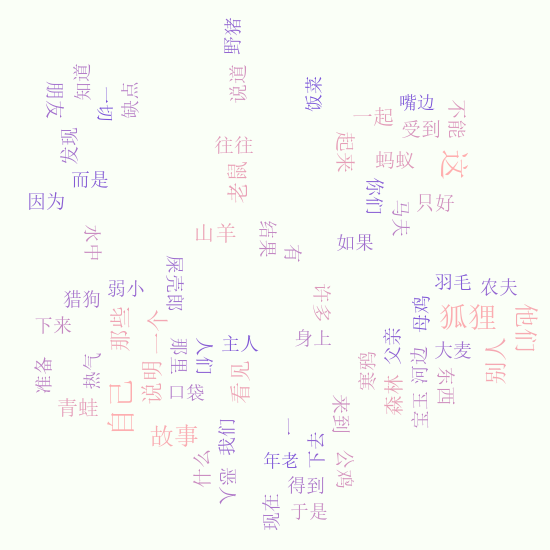 野猪
说道
知道
朋友
一切
缺点
饭菜
嘴边
不能
一起
受到
发现
往往
起来
蚂蚁
这
老鼠
而是
你们
因为
马夫
只好
山羊
水中
结果
有
如果
屎壳郎
弱小
猎狗
许多
羽毛
农夫
母鸡
狐狸
他们
下来
那些
一个
身上
那里
人们
主人
父亲
大麦
别人
准备
淋气
说明
口袋
看见
寒鸦
森林
河边
东西
宝玉
青蛙
自己
故事
来到
我们
一
下去
什么
年老
公鸡
恶人
得到
现在
于是